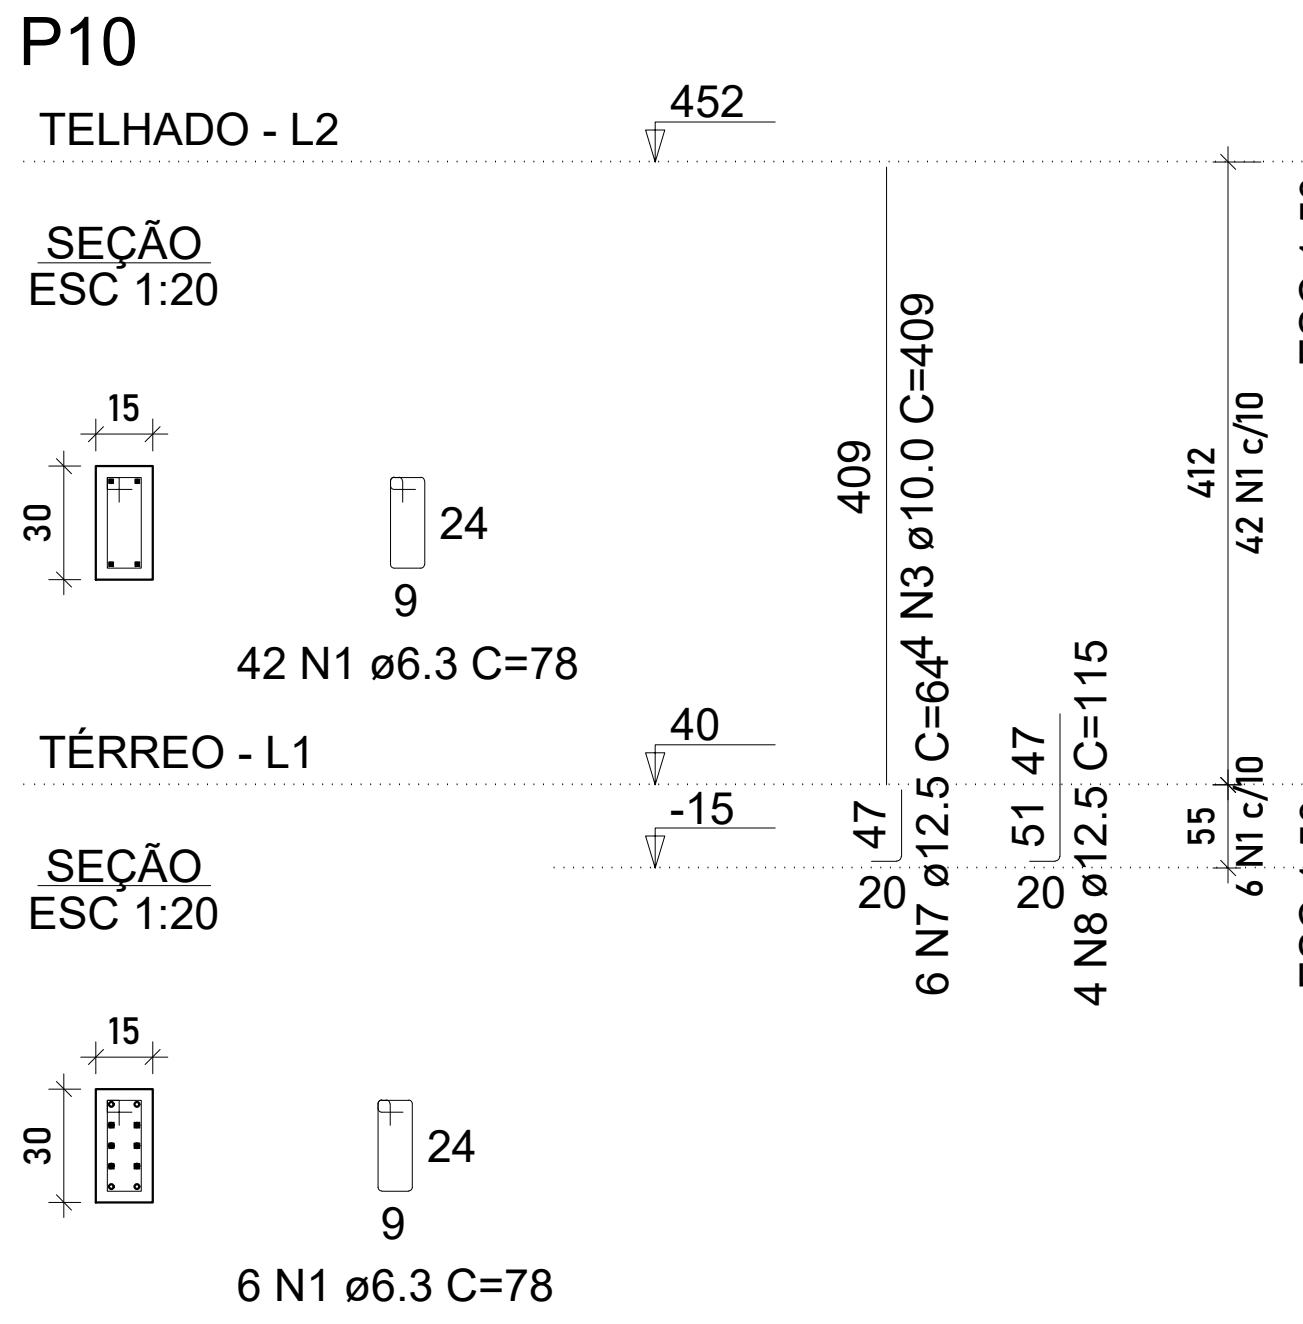 P10
TELHADO - L2
452
SEÇÃO
ESC 1:20
15
30
24
9
42 N1 ø6.3 C=78
409
4 N3 ø10.0 C=409
412
42 N1 c/10
TÉRREO - L1
40
-15
47
20
6 N7 ø12.5 C=64
51 47
20
4 N8 ø12.5 C=115
55
6 N1 c/10
SEÇÃO
ESC 1:20
15
30
24
9
6 N1 ø6.3 C=78